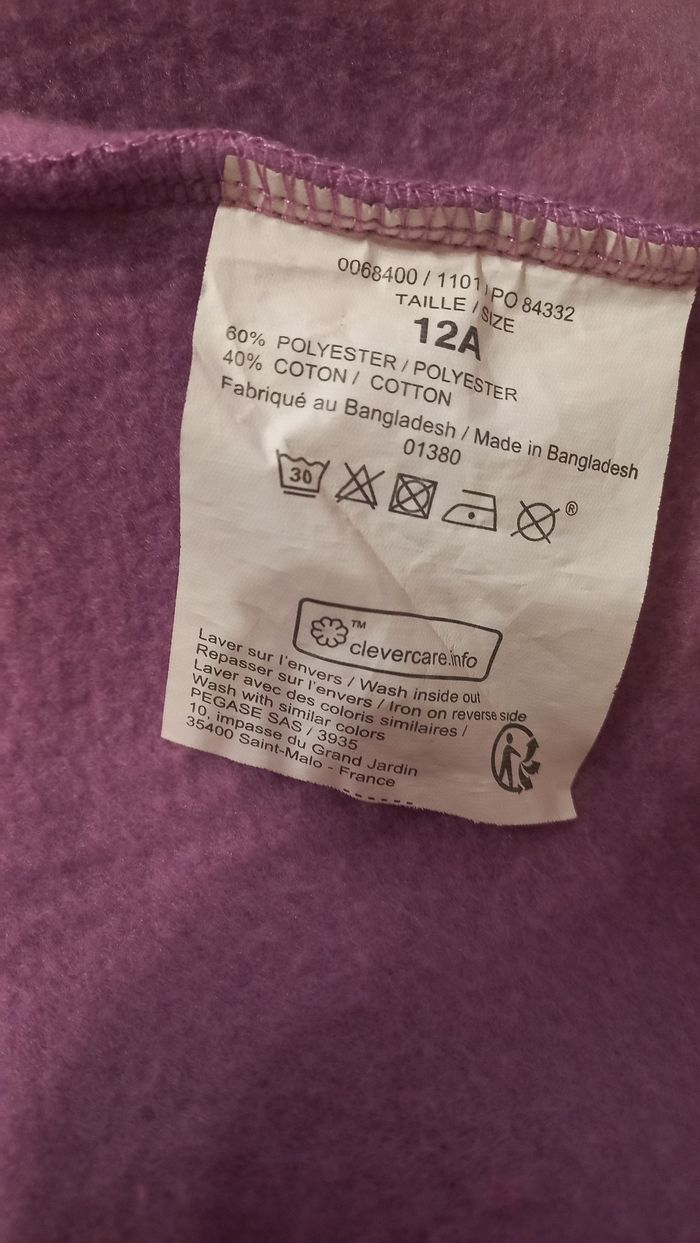 0068400 / 1101 PO 84332
TAILLE / SIZE
12A
60% POLYESTER / POLYESTER
40% COTON / COTTON
Fabriqué au Bangladesh / Made in Bangladesh
01380
30
®
™
clevercare.info
Laver sur l'envers / Wash inside out
Repasser sur l'envers / Iron on reverse side
Laver avec des coloris similaires /
Wash with similar colors
PEGASE SAS / 3935
10, impasse du Grand Jardin
35400 Saint-Malo - France